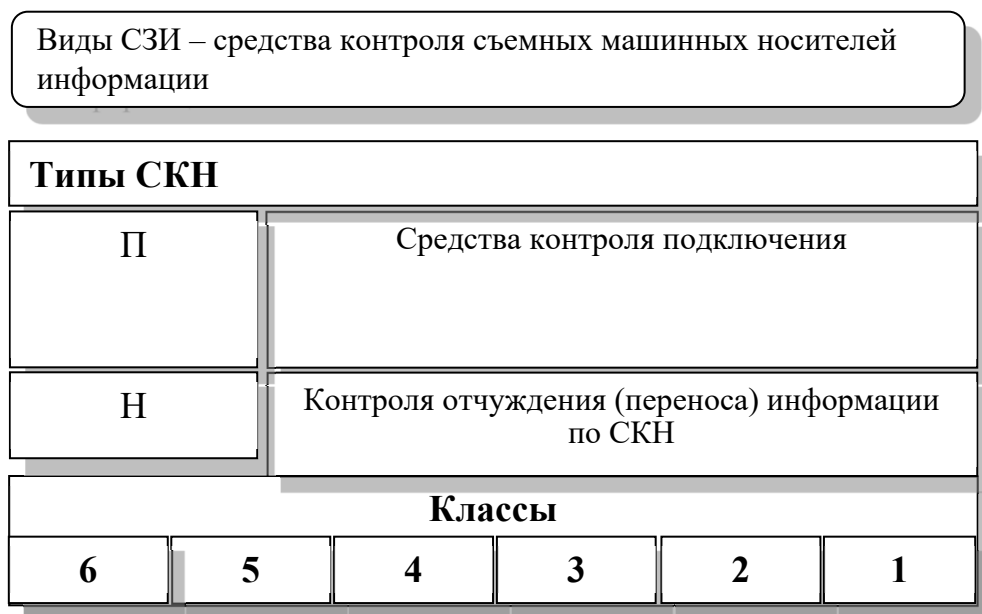 Виды СЗИ – средства контроля съемных машинных носителей
информации
Типы СКН
П
Средства контроля подключения
Н
Контроля отчуждения (переноса) информации
по СКН
Классы
6 5 4 3 2 1